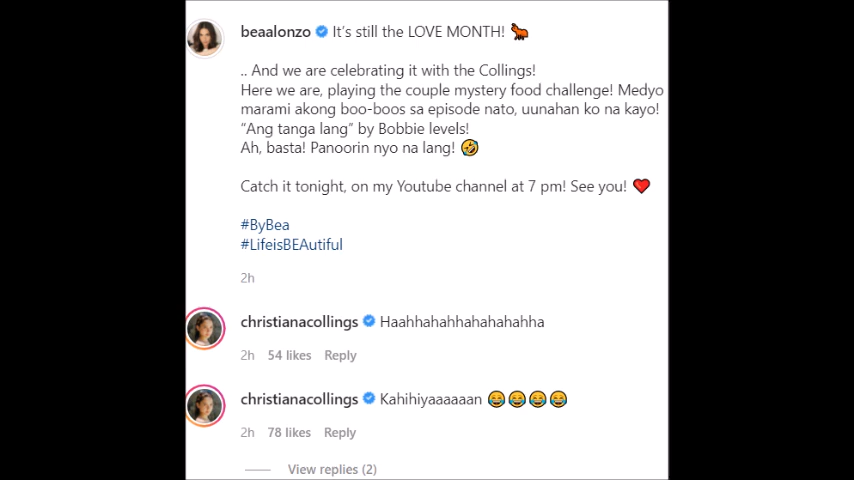 beaalonzo It's still the LOVE MONTH! 🐂
.. And we are celebrating it with the Collings!
Here we are, playing the couple mystery food challenge! Medyo
marami akong boo-boos sa episode nato, uunahan ko na kayo!
“Ang tanga lang” by Bobbie levels!
Ah, basta! Panoorin nyo na lang! 🤣
Catch it tonight, on my Youtube channel at 7 pm! See you! ❤️
#ByBea
#LifeisBEAutiful
2h
christianacollings Haahhahahhahahahahha
2h 54 likes Reply
christianacollings Kahihiyaaaaaan 😂😂😂😂
2h 78 likes Reply
View replies (2)